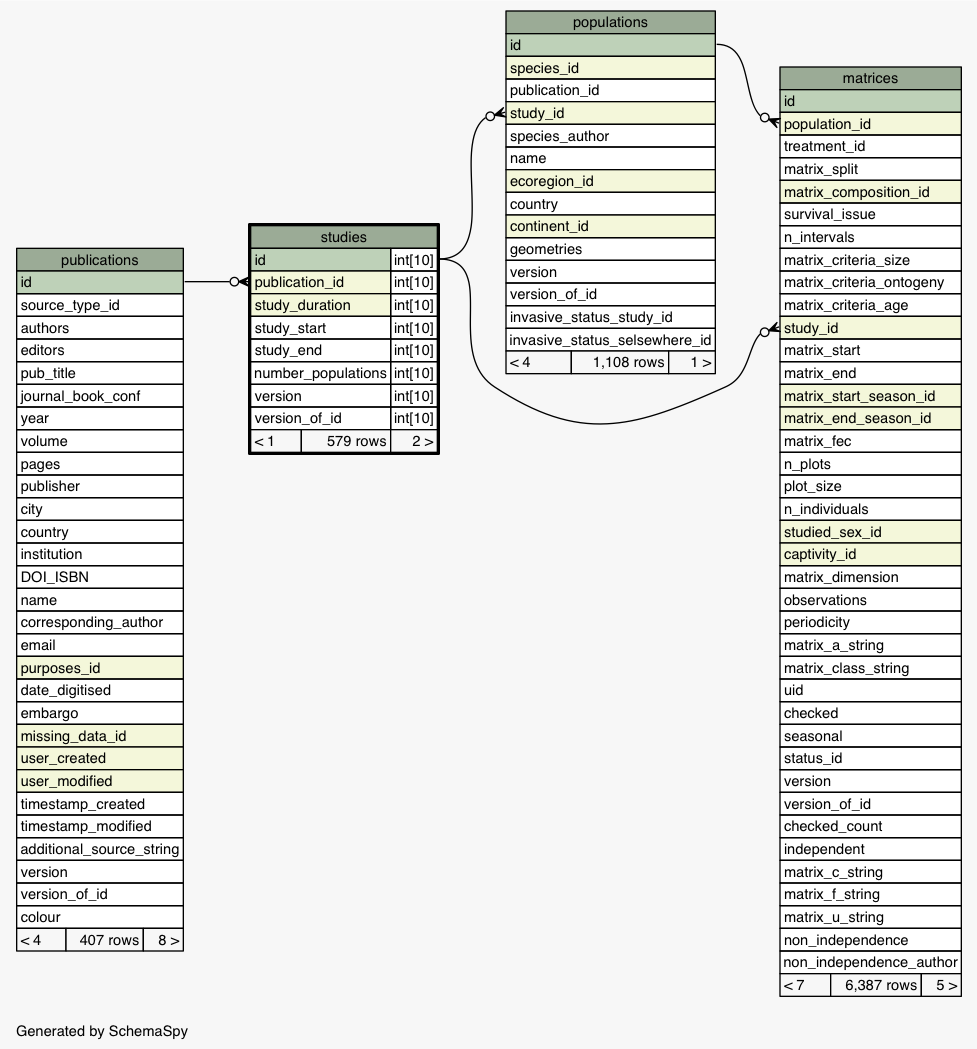 populations
id
species_id
publication_id
study_id
species_author
name
ecoregion_id
country
continent_id
geometries
version
version_of_id
invasive_status_study_id
invasive_status_selsewhere_id
< 4 1,108 rows 1 >
matrices
id
population_id
treatment_id
matrix_split
matrix_composition_id
survival_issue
n_intervals
matrix_criteria_size
matrix_criteria_ontogeny
matrix_criteria_age
study_id
matrix_start
matrix_end
matrix_start_season_id
matrix_end_season_id
matrix_fec
n_plots
plot_size
n_individuals
studied_sex_id
captivity_id
matrix_dimension
observations
periodicity
matrix_a_string
matrix_class_string
uid
checked
seasonal
status_id
version
version_of_id
checked_count
independent
matrix_c_string
matrix_f_string
matrix_u_string
non_independence
non_independence_author
< 7 6,387 rows 5 >
studies
id int[10]
publication_id int[10]
study_duration int[10]
study_start int[10]
study_end int[10]
number_populations int[10]
version int[10]
version_of_id int[10]
< 1 579 rows 2 >
publications
id
source_type_id
authors
editors
pub_title
journal_book_conf
year
volume
pages
publisher
city
country
institution
DOI_ISBN
name
corresponding_author
email
purposes_id
date_digitised
embargo
missing_data_id
user_created
user_modified
timestamp_created
timestamp_modified
additional_source_string
version
version_of_id
colour
< 4 407 rows 8 >
Generated by SchemaSpy